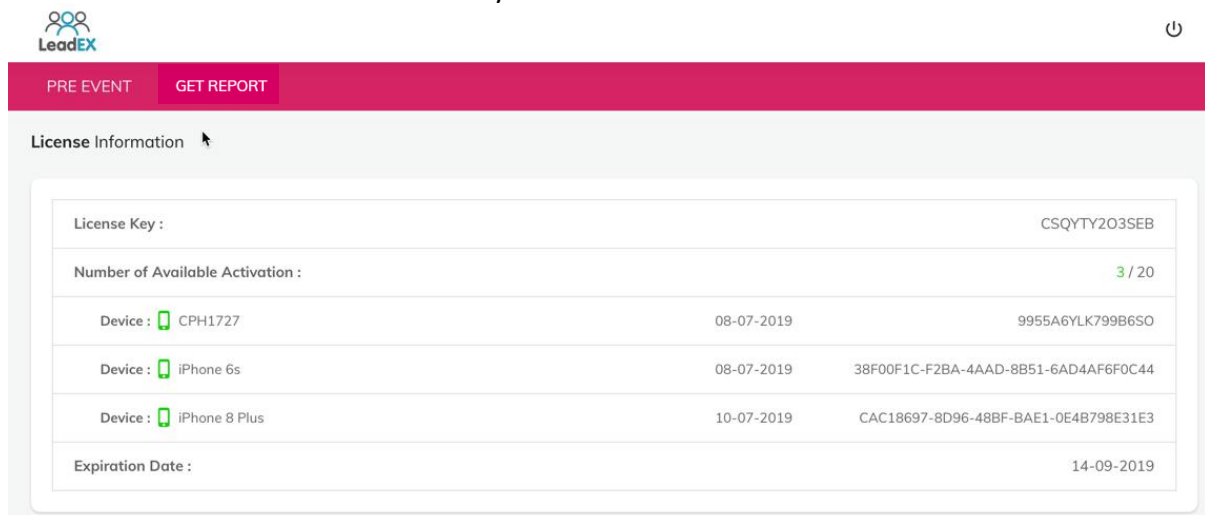 LeadEX
PRE EVENT GET REPORT
License Information
License Key : CSQYTY2O3SEB
Number of Available Activation : 3 / 20
Device : CPH1727 08-07-2019 9955A6YLK799B6SO
Device : iPhone 6s 08-07-2019 38F00F1C-F2BA-4AAD-8B51-6AD4AF6F0C44
Device : iPhone 8 Plus 10-07-2019 CAC18697-8D96-48BF-BAE1-0E4B798E31E3
Expiration Date : 14-09-2019